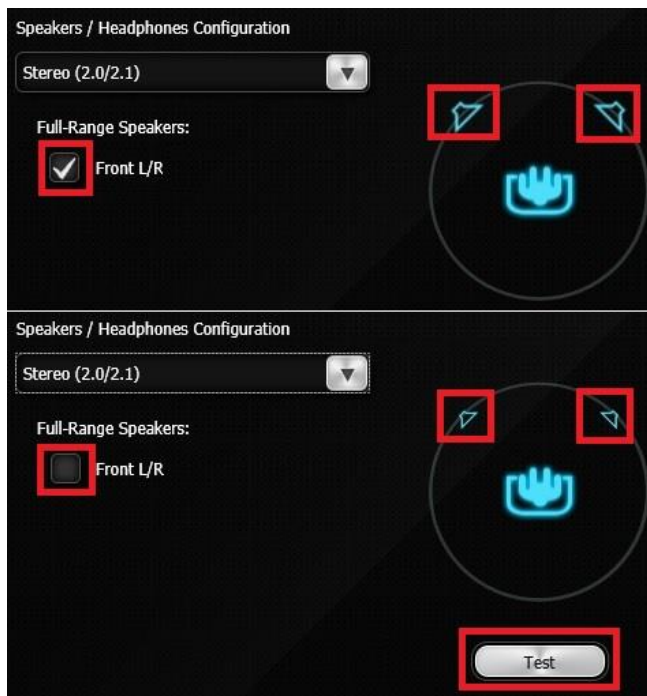 Speakers / Headphones Configuration
Stereo (2.0/2.1)
Full-Range Speakers:
Front L/R
Speakers / Headphones Configuration
Stereo (2.0/2.1)
Full-Range Speakers:
Front L/R
Test